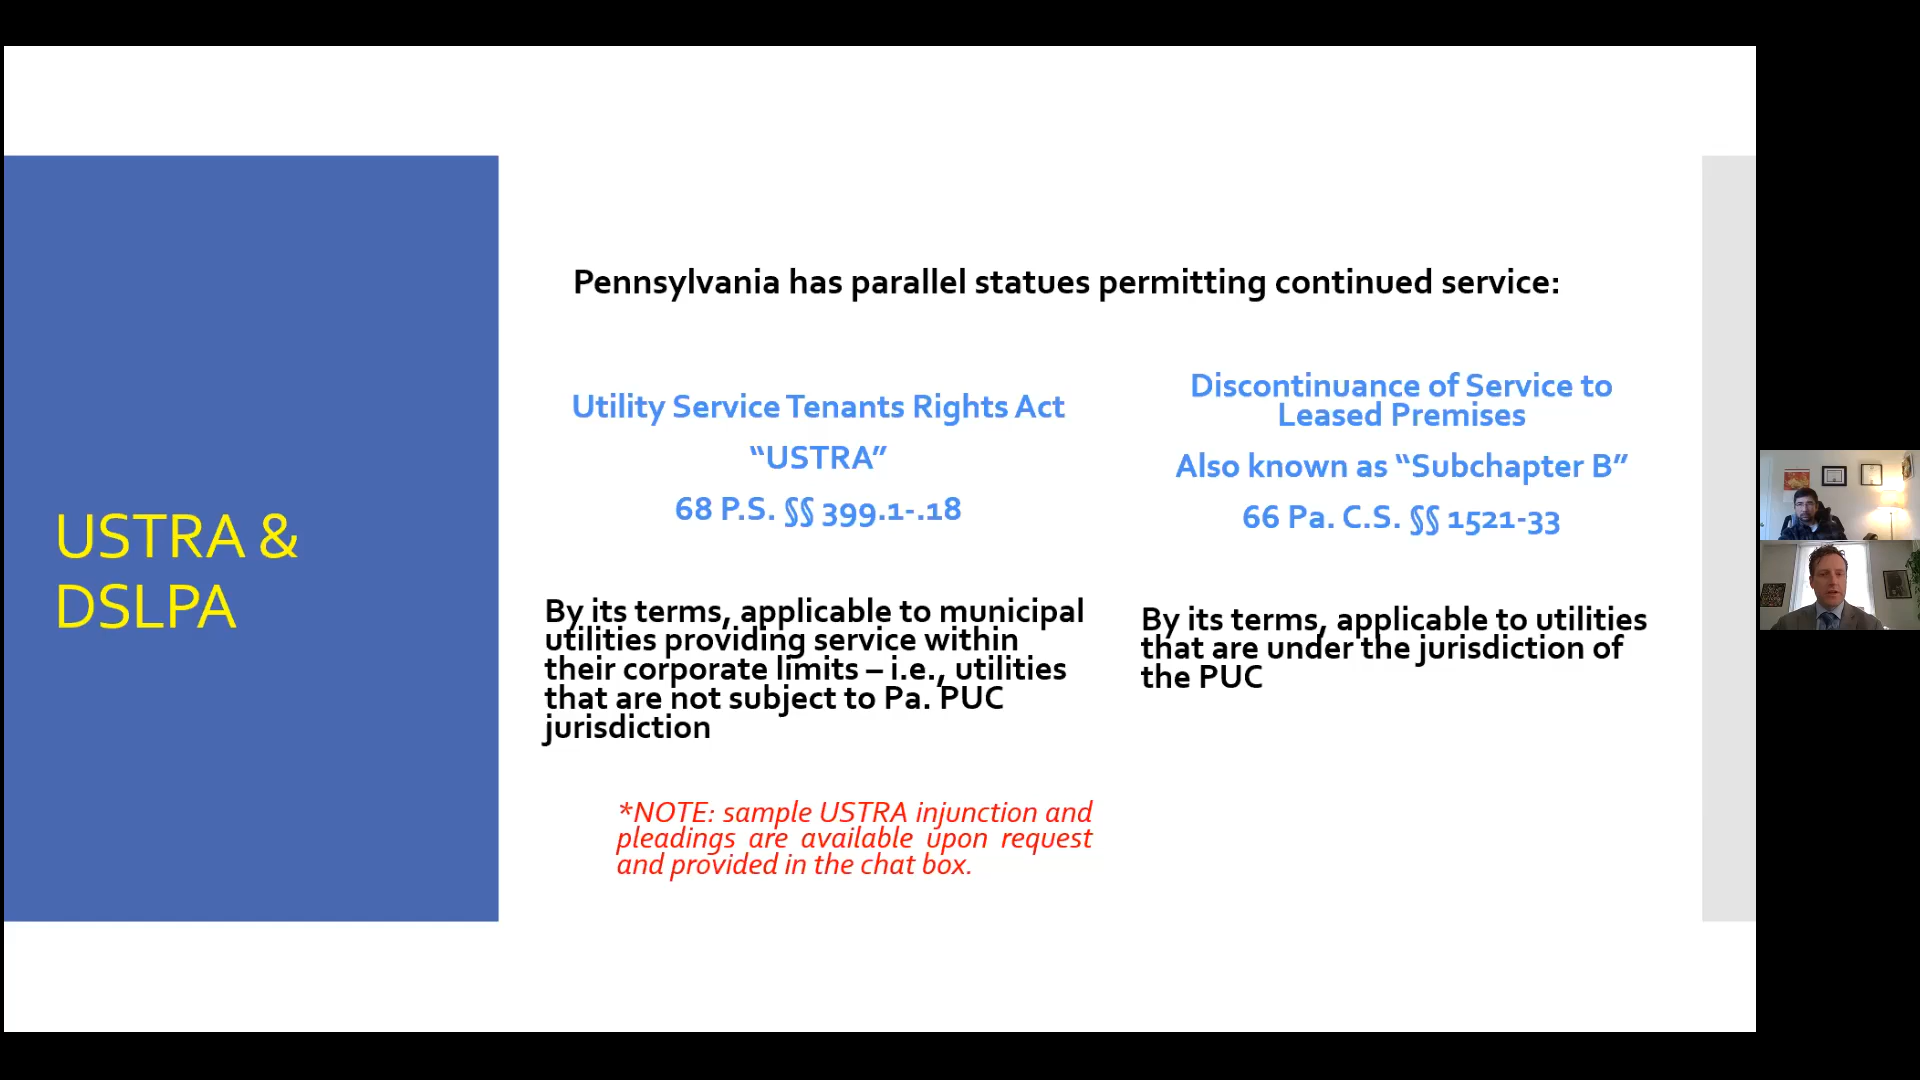 USTRA &
DSLPA
Pennsylvania has parallel statues permitting continued service:
Utility Service Tenants Rights Act
“USTRA”
68 P.S. §§ 399.1-.18
By its terms, applicable to municipal
utilities providing service within
their corporate limits – i.e., utilities
that are not subject to Pa. PUC
jurisdiction
*NOTE: sample USTRA injunction and
pleadings are available upon request
and provided in the chat box.
Discontinuance of Service to
Leased Premises
Also known as “Subchapter B”
66 Pa. C.S. §§ 1521-33
By its terms, applicable to utilities
that are under the jurisdiction of
the PUC